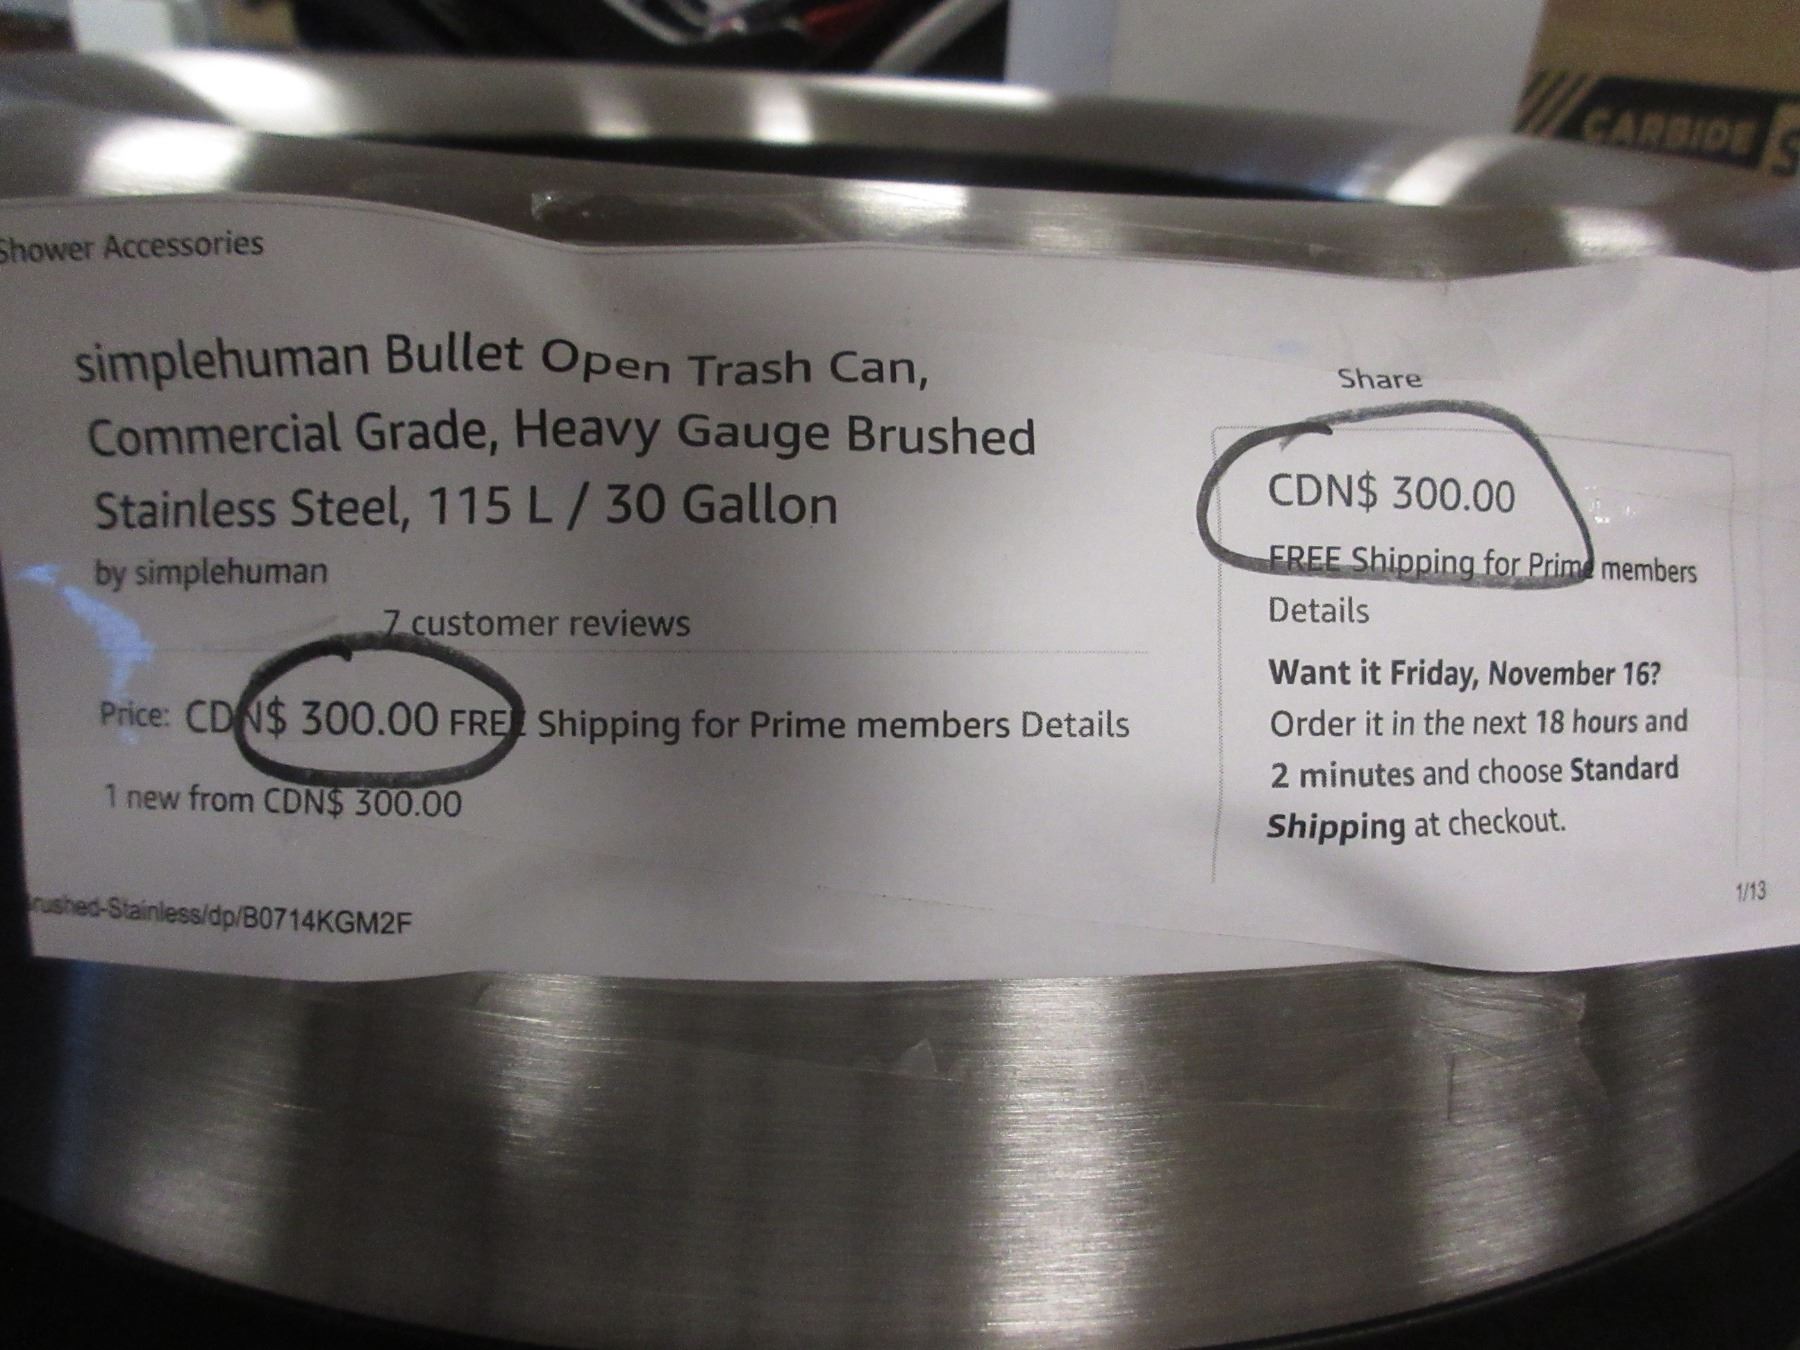 CARBIDE
Shower Accessories
simplehuman Bullet Open Trash Can,
Commercial Grade, Heavy Gauge Brushed
Stainless Steel, 115 L / 30 Gallon
by simplehuman
7 customer reviews
Price: CDN$ 300.00 FREE Shipping for Prime members Details
1 new from CDN$ 300.00
Share
CDN$ 300.00
FREE Shipping for Prime members
Details
Want it Friday, November 16?
Order it in the next 18 hours and
2 minutes and choose Standard
Shipping at checkout.
rushed-Stainless/dp/B0714KGM2F
1/13